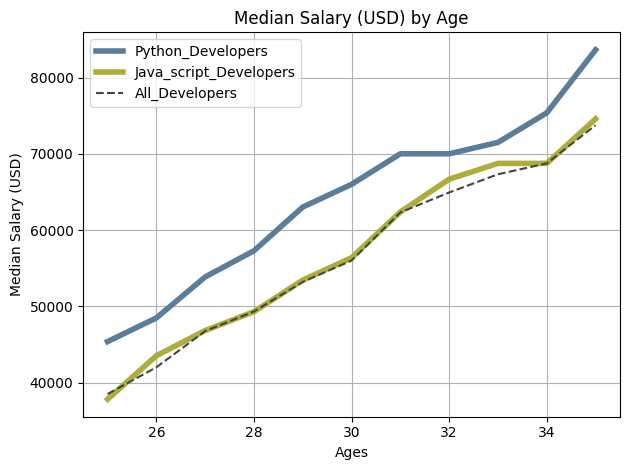 Median Salary (USD) by Age
Python_Developers
Java_script_Developers
All_Developers
80000
70000
60000
50000
40000
Median Salary (USD)
26 28 30 32 34
Ages